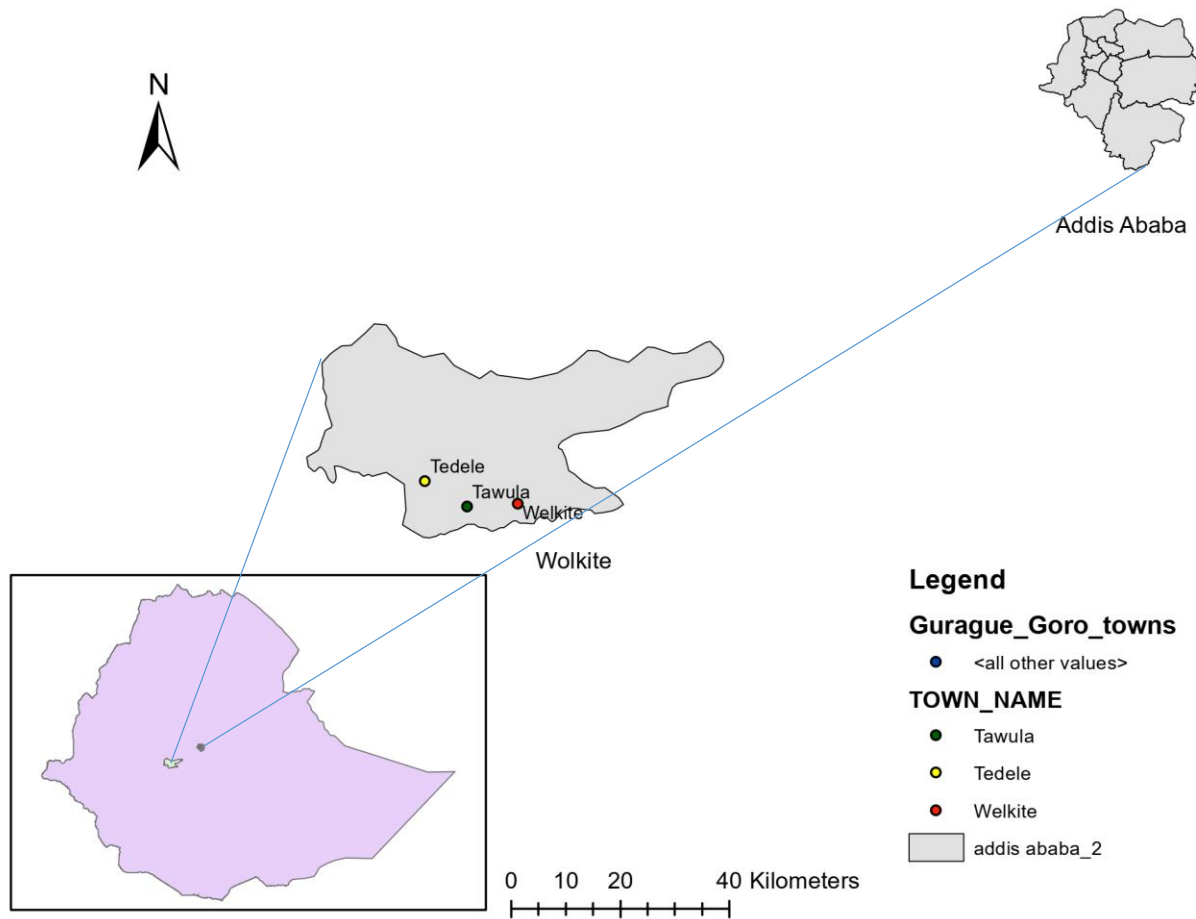 N
Addis Ababa
Tedele
Tawula
Welkite
Wolkite
Legend
Gurague_Goro_towns
<all other values>
TOWN_NAME
Tawula
Tedele
Welkite
addis ababa_2
0 10 20 40 Kilometers